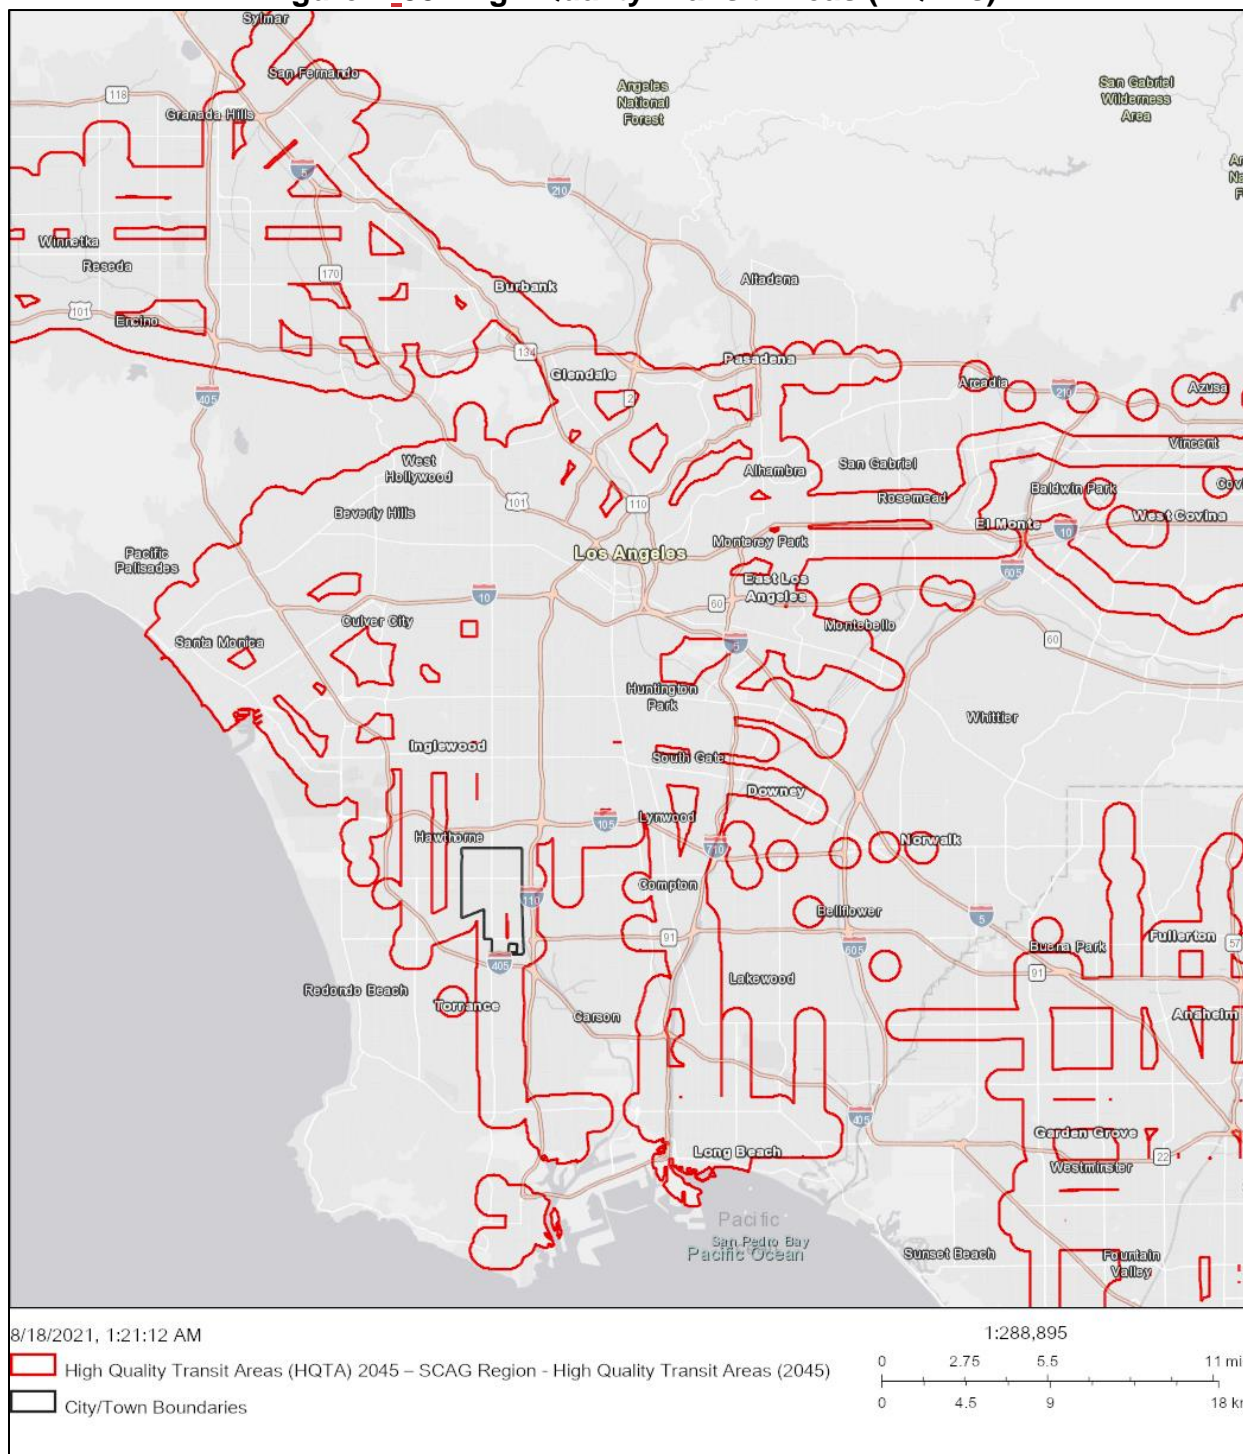 Sylmar
San Fernando
Angeles
National
Forest
San Gabriel
Wilderness
Area
118
Granada Hills
5
210
Winnetka
Reseda
170
Burbank
Altadena
101
Encino
134
Glendale
Pasadena
405
2
Arcadia
210
Azusa
West
Hollywood
Alhambra
San Gabriel
Vincent
Rosemead
Baldwin Park
101
110
Beverly Hills
El Monte
West Covina
10
Pacific
Palisades
Los Angeles
Monterey Park
605
East Los
Angeles
10
60
Culver City
Montebello
Santa Monica
5
60
Huntington
Park
Whittier
Inglewood
South Gate
Downey
Hawthorne
105
Lynwood
710
Norwalk
Compton
110
Bellflower
5
91
405
605
Buena Park
Fullerton
57
91
Redondo Beach
Torrance
Carson
Lakewood
Anaheim
405
Garden Grove
Long Beach
22
Westminster
Pacific
San Pedro Bay
Pacific Ocean
Sunset Beach
Fountain
Valley
8/18/2021, 1:21:12 AM
1:288,895
High Quality Transit Areas (HQTA) 2045 – SCAG Region - High Quality Transit Areas (2045)
City/Town Boundaries
0 2.75 5.5 11 mi
0 4.5 9 18 km